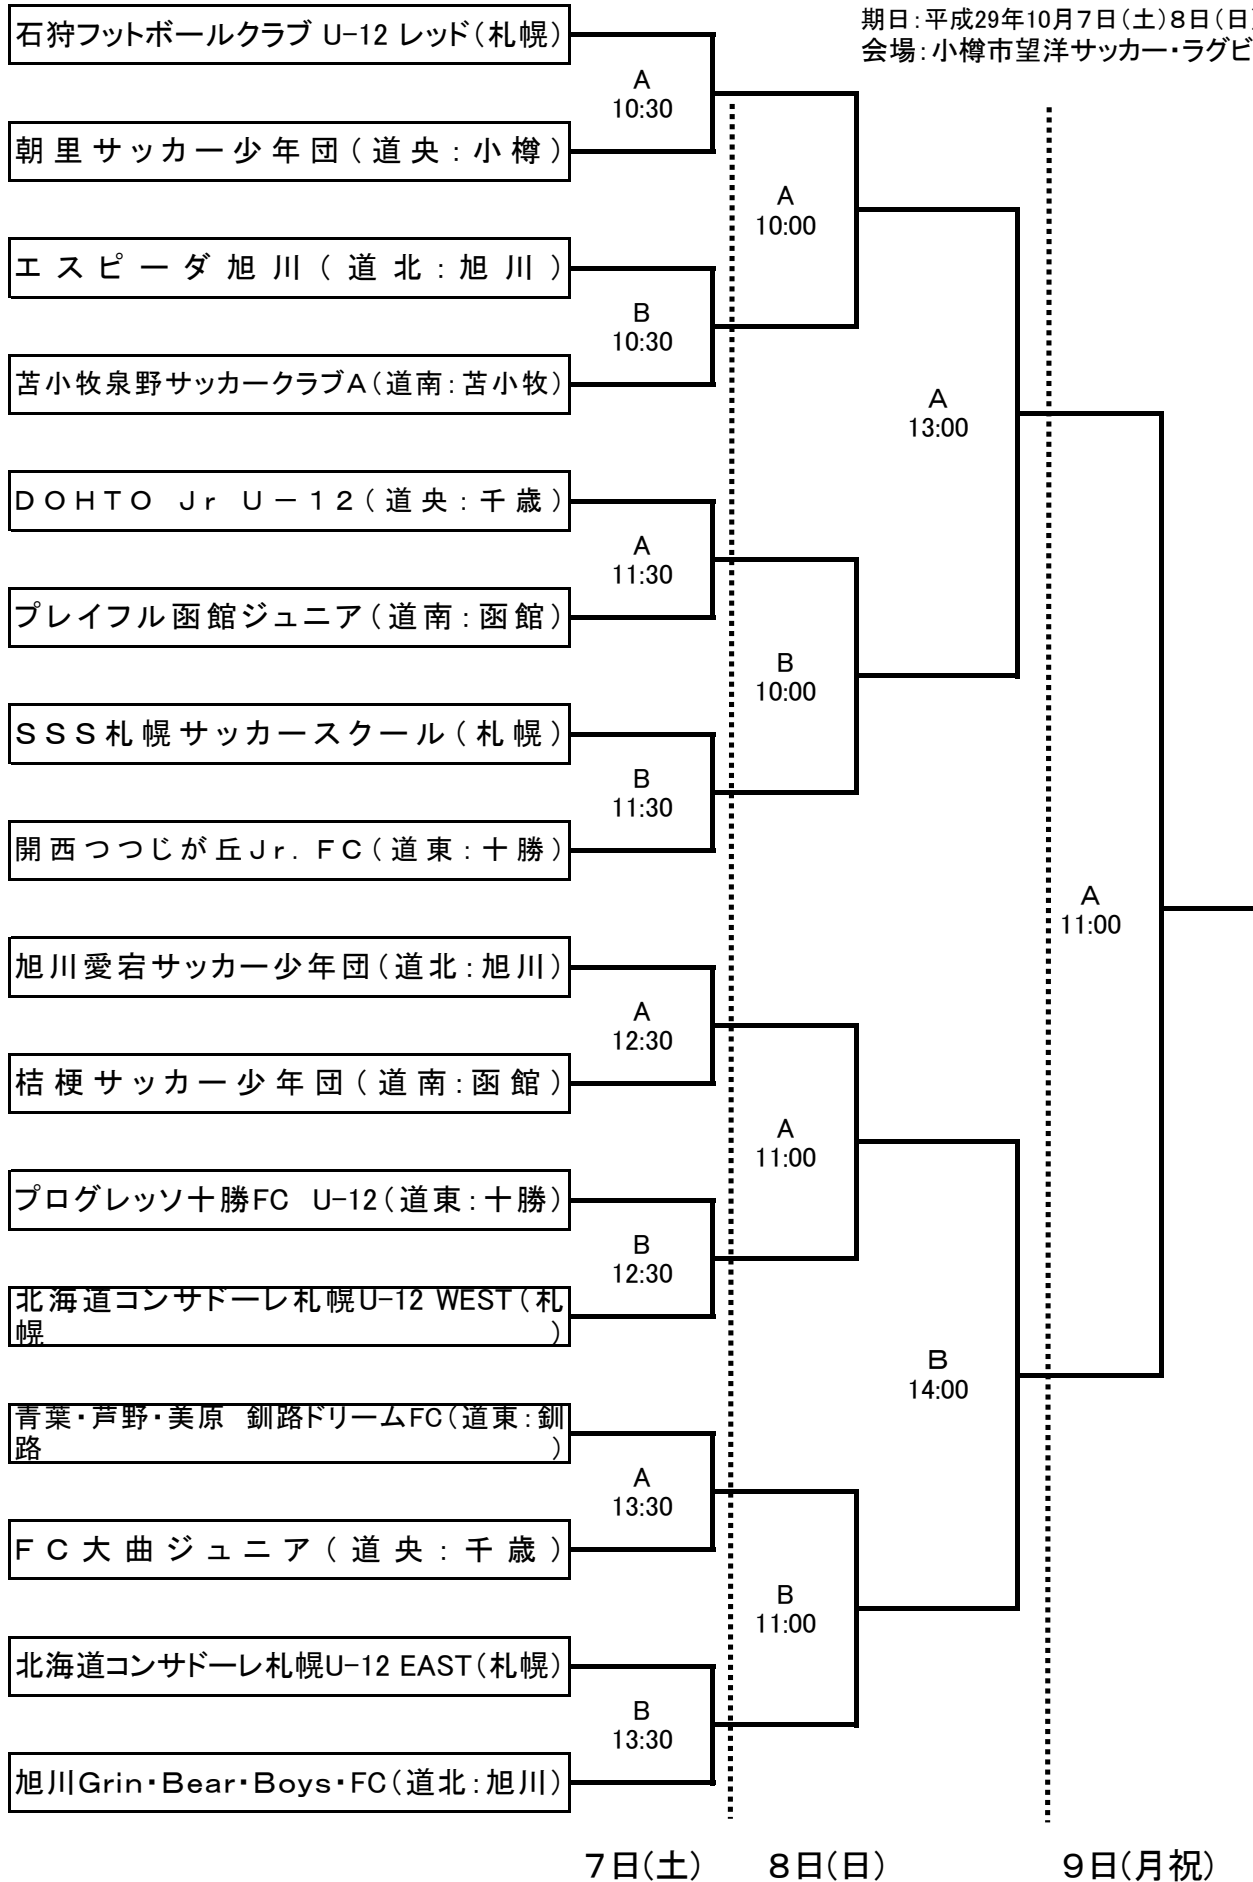 期日：平成29年10月７日（土）８日（日）
会場：小樽市望洋サッカー・ラグビ
石狩フットボールクラブ U-12 レッド（札幌）
A
10:30
朝里サッカー少年団（道央：小樽）
A
10:00
エスピーダ旭川（道北：旭川）
B
10:30
苫小牧泉野サッカークラブA（道南：苫小牧）
A
13:00
ＤＯＨＴＯ Ｊｒ Ｕ－１２（道央：千歳）
A
11:30
プレイフル函館ジュニア（道南：函館）
B
10:00
ＳＳＳ札幌サッカースクール（札幌）
B
11:30
開西つつじが丘Ｊｒ．ＦＣ（道東：十勝）
A
11:00
旭川愛宕サッカー少年団（道北：旭川）
A
12:30
桔梗サッカー少年団（道南：函館）
A
11:00
プログレッソ十勝FC　U-12（道東：十勝）
B
12:30
北海道コンサドーレ札幌U-12 WEST（札
幌）
B
14:00
青葉・芦野・美原　釧路ドリームFC（道東：釧
路）
A
13:30
ＦＣ大曲ジュニア（道央：千歳）
B
11:00
北海道コンサドーレ札幌U-12 EAST（札幌）
B
13:30
旭川Grin・Bear・Boys・FC（道北：旭川）
７日(土)　８日(日)　９日(月祝)